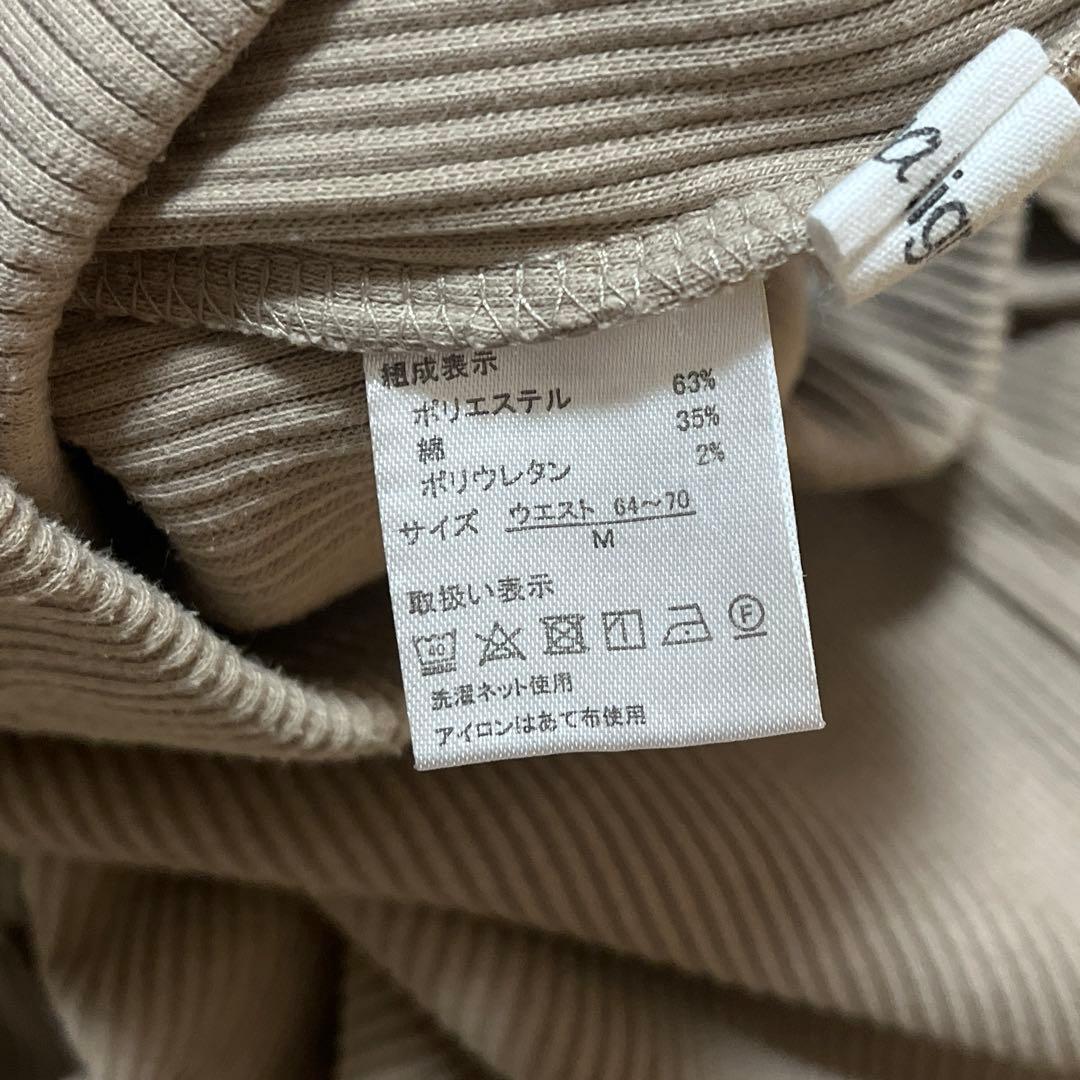 組成表示
ポリエステル 63%
綿 35%
ポリウレタン 2%
サイズ ウエスト 64～70
M
取扱い表示
40
F
洗濯ネット使用
アイロンはあて布使用